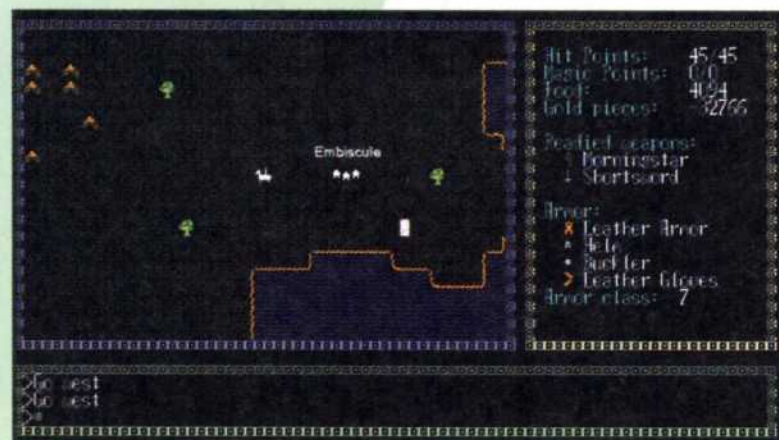 Embiscule
Hit Points: 45/45
Magic Points: 0/0
Food: 4094
Gold pieces: 32766
Readied weapons:
Morningstar
Shortsword
Armor:
Leather Armor
Helm
Buckler
Leather Gloves
Armor class: 7
>Go west
>Go west
>